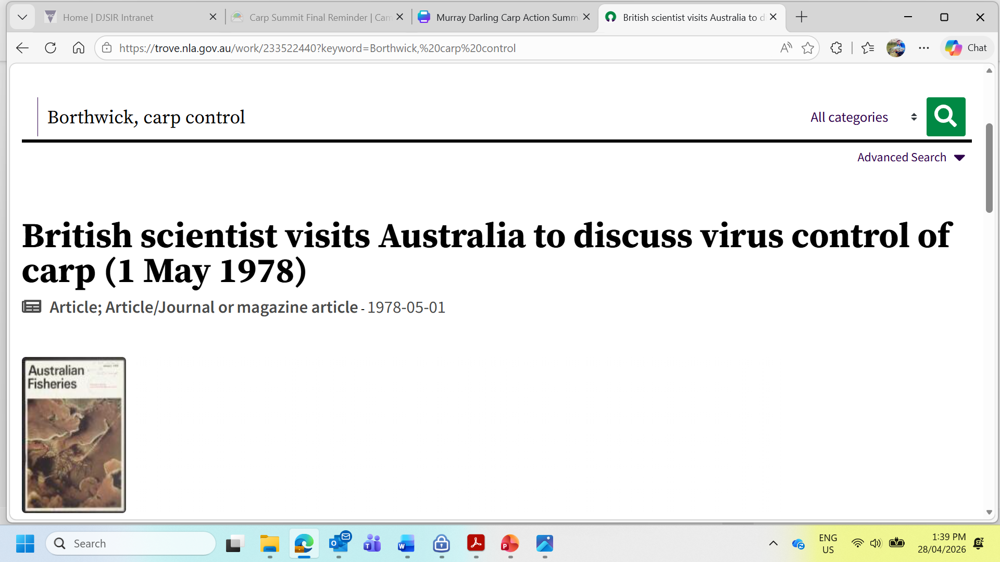 Home | DJSIR Intranet
Carp Summit Final Reminder | Cam
Murray Darling Carp Action Summ
British scientist visits Australia to d
https://trove.nla.gov.au/work/233522440?keyword=Borthwick,%20carp%20control
Chat
Borthwick, carp control
All categories
Advanced Search
British scientist visits Australia to discuss virus control of
carp (1 May 1978)
Article; Article/Journal or magazine article - 1978-05-01
Australian
Fisheries
Search
ENG
US
1:39 PM
28/04/2026